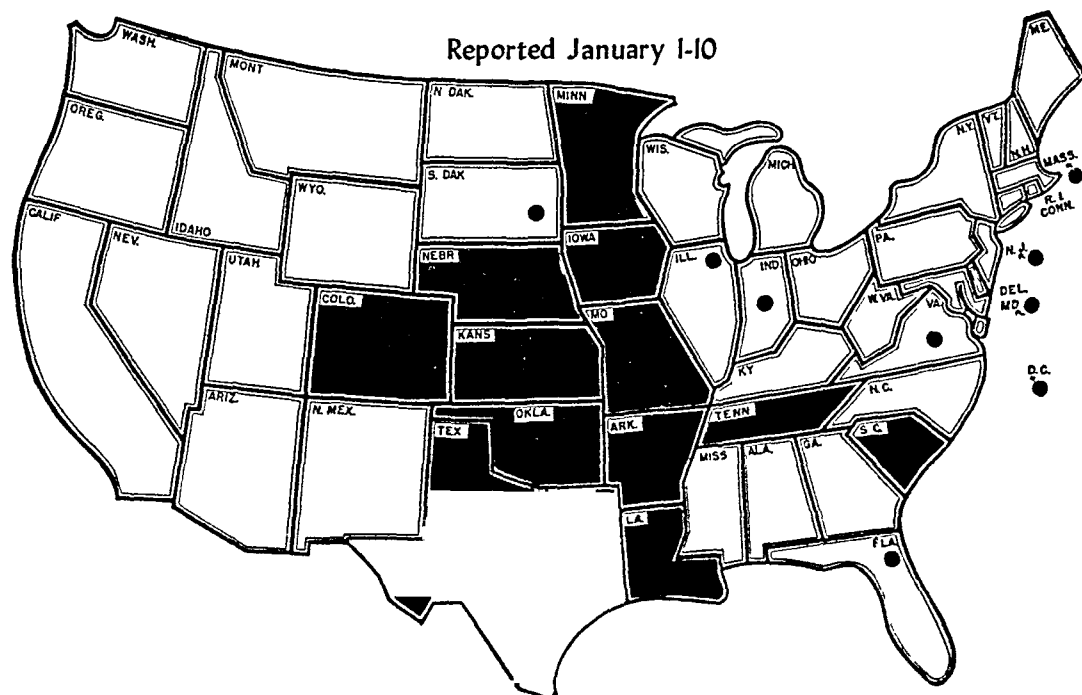 Reported January 1-10
WASH.
MONT
N. DAK.
MINN
ME.
OREG.
N.Y.
VT.
N.H.
MASS.
WIS.
MICH
S. DAK
WYO.
IDAHO
R. I.
CONN.
CALIF
NEV.
UTAH
NEBR
IOWA
ILL.
IND.
OHIO
PA.
N. J.
COLO.
KANS
MO
W. VA.
VA.
DEL.
MD.
KY
D.C.
ARIZ.
N. MEX.
TEX
OKLA.
ARK.
TENN
N.C.
S C.
MISS
ALA.
GA.
LA.
FLA.